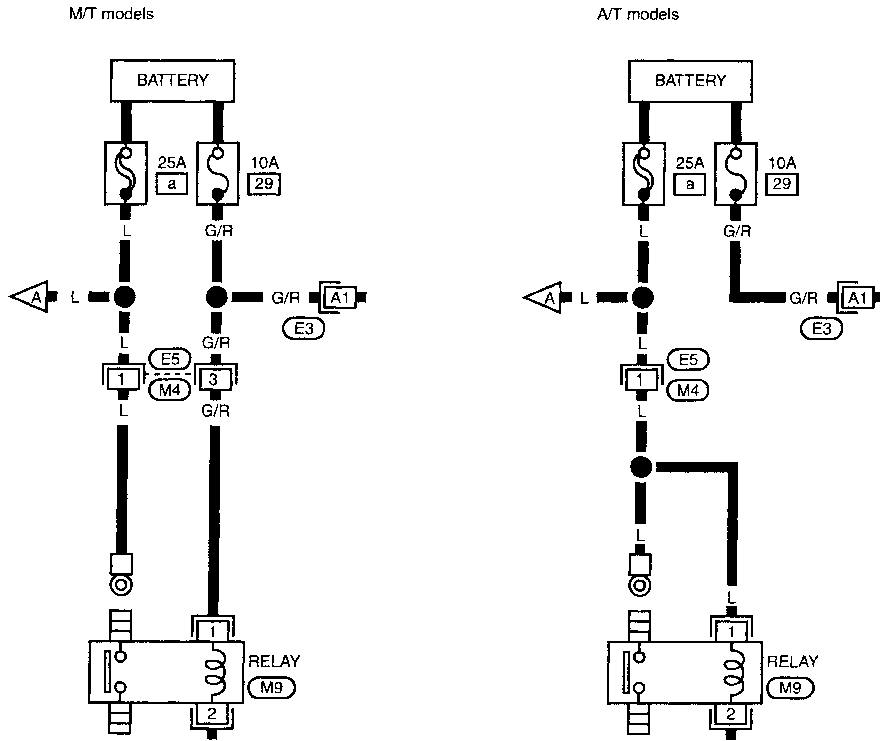 M/T models
A/T models
BATTERY
BATTERY
25A
a
10A
29
25A
a
10A
29
L
G/R
L
G/R
A
L
G/R
A1
A
L
G/R
A1
E3
E3
L
G/R
L
1
E5
M4
3
1
E5
M4
L
G/R
L
L
L
1
RELAY
M9
2
1
RELAY
M9
2